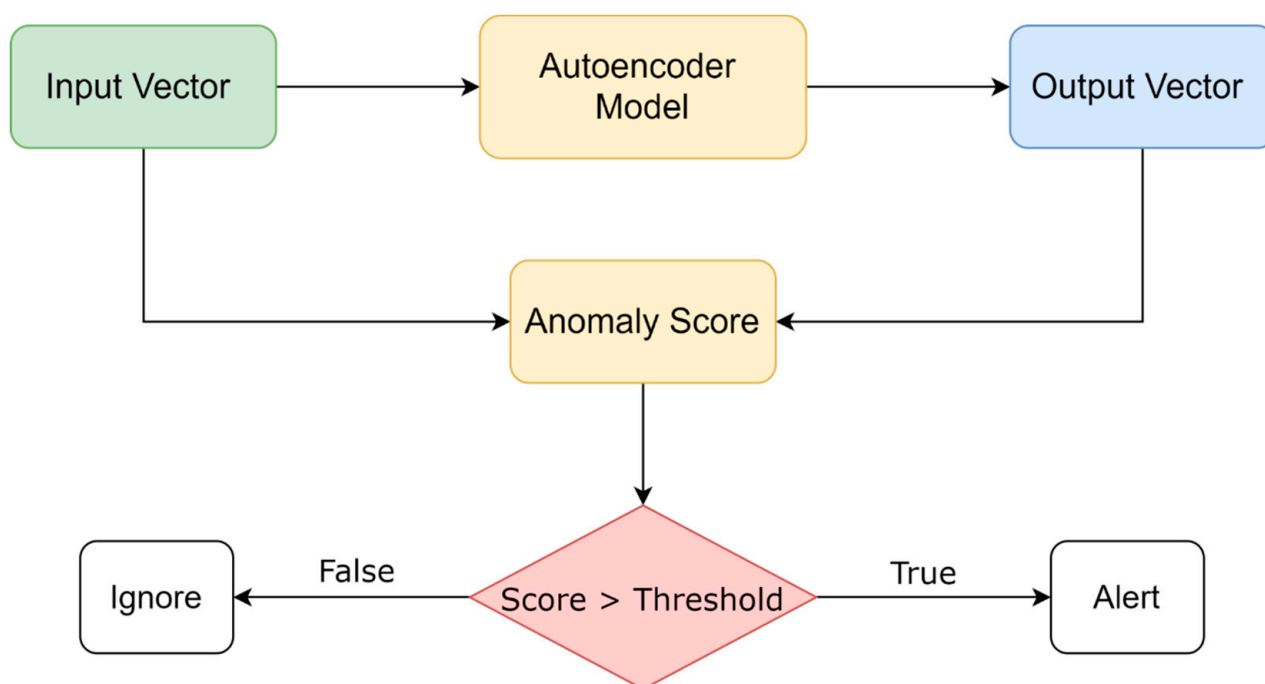 Input Vector
Autoencoder
Model
Output Vector
Anomaly Score
False
True
Ignore
Score > Threshold
Alert